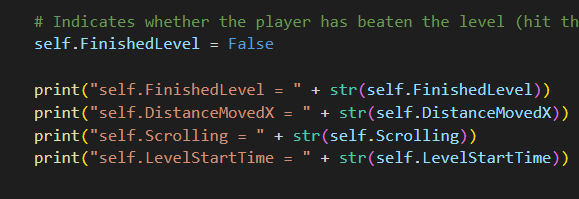 # Indicates whether the player has beaten the level (hit th
self.FinishedLevel = False
print("self.FinishedLevel = " + str(self.FinishedLevel))
print("self.DistanceMovedX = " + str(self.DistanceMovedX))
print("self.Scrolling = " + str(self.Scrolling))
print("self.LevelStartTime = " + str(self.LevelStartTime))